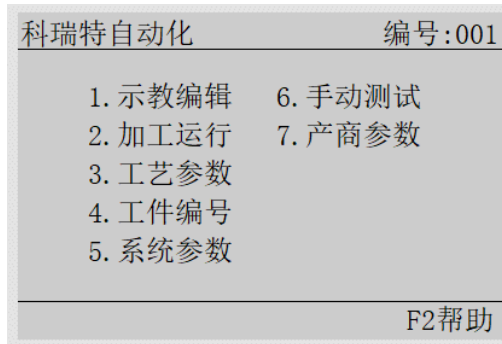 科瑞特自动化 编号:001
1.示教编辑 6.手动测试
2.加工运行 7.产商参数
3.工艺参数
4.工件编号
5.系统参数
F2帮助